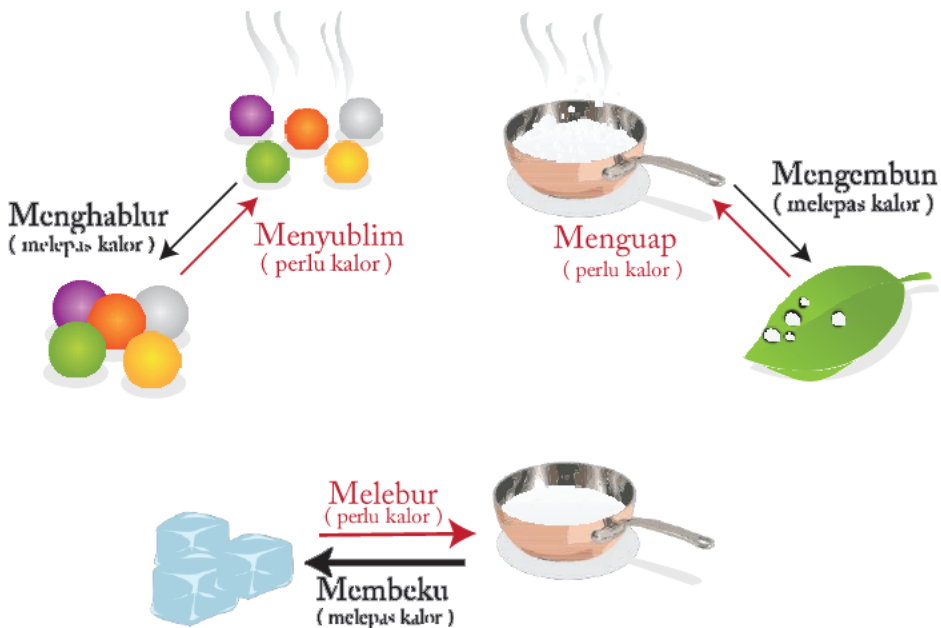 Menghablur
( melepas kalor )
Menyublim
( perlu kalor )
Menguap
( perlu kalor )
Mengembun
( melepas kalor )
Melebur
( perlu kalor )
Membeku
( melepas kalor )